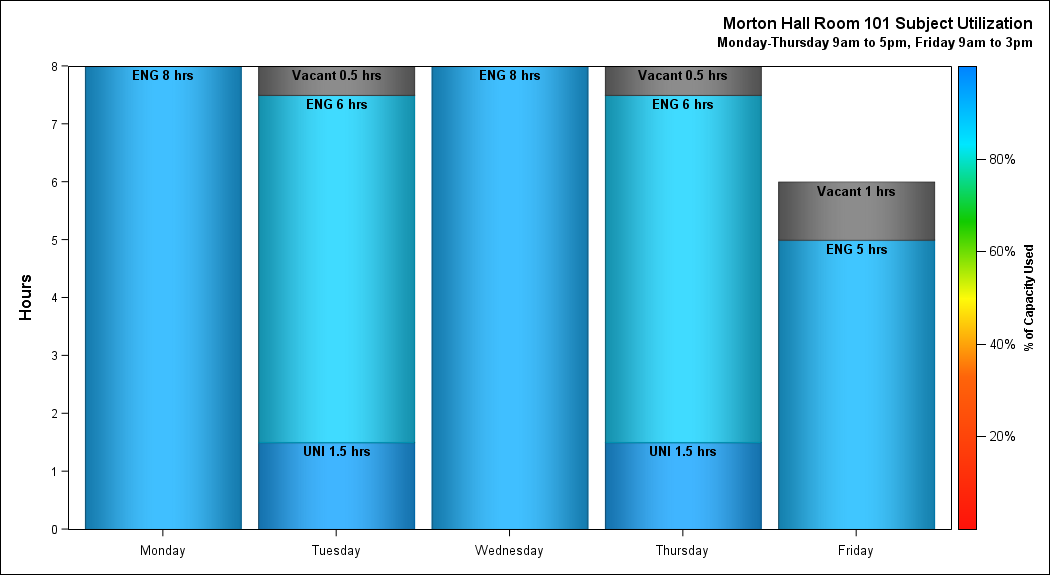 Morton Hall Room 101 Subject Utilization
Monday-Thursday 9am to 5pm, Friday 9am to 3pm
8
7
6
5
4
3
2
1
0
Hours
ENG 8 hrs
Vacant 0.5 hrs
ENG 6 hrs
UNI 1.5 hrs
ENG 8 hrs
Vacant 0.5 hrs
ENG 6 hrs
UNI 1.5 hrs
Vacant 1 hrs
ENG 5 hrs
Monday
Tuesday
Wednesday
Thursday
Friday
80%
60%
40%
20%
% of Capacity Used